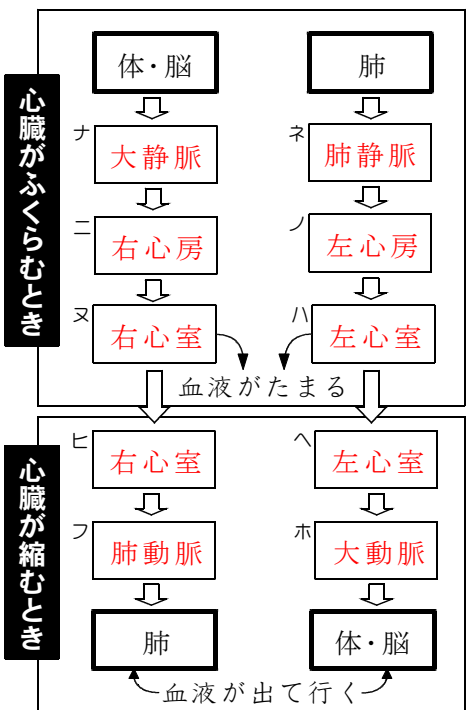 心臓がふくらむとき
体・脳
肺
ナ 大静脈
ネ 肺静脈
ニ 右心房
ノ 左心房
ヌ 右心室
ハ 左心室
血液がたまる
心臓が縮むとき
ヒ 右心室
ヘ 左心室
フ 肺動脈
ホ 大動脈
肺
体・脳
血液が出て行く